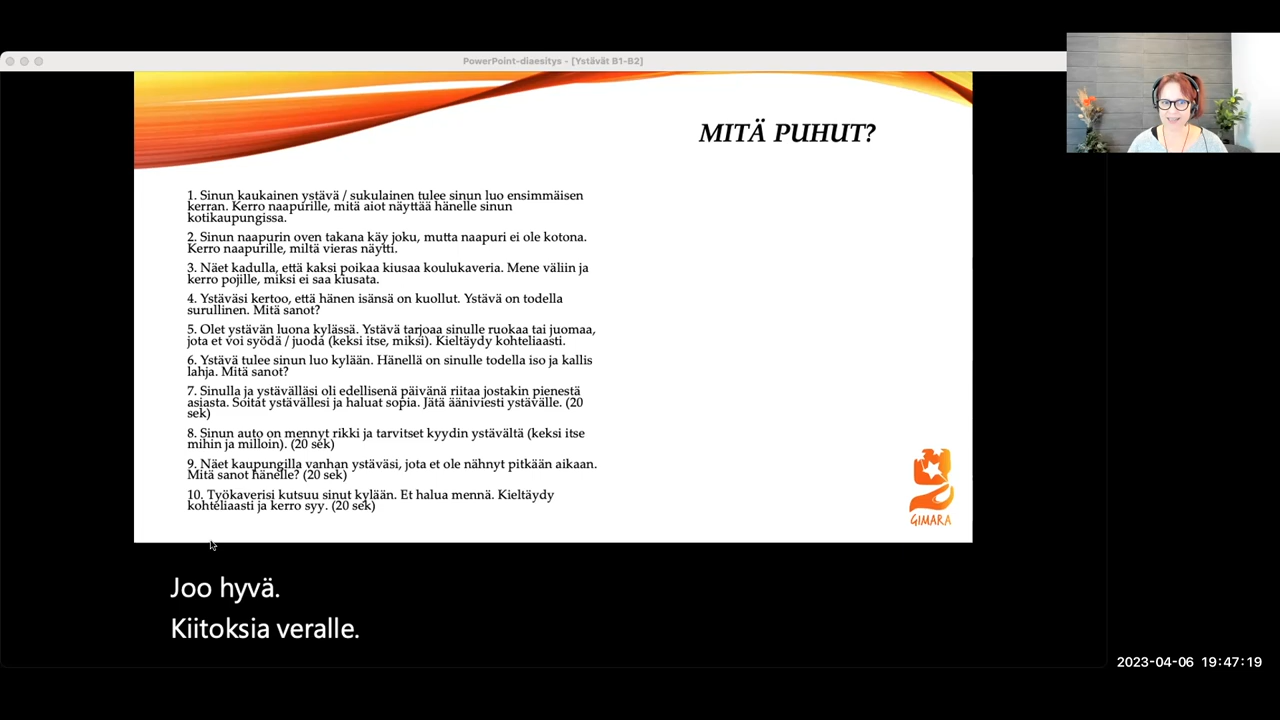 PowerPoint-diaesitys - [Ystävät B1-B2]
MITÄ PUHUT?
1. Sinun kaukainen ystävä / sukulainen tulee sinun luo ensimmäisen
kerran. Kerro naapurille, mitä aiot näyttää hänelle sinun
kotikaupungissa.
2. Sinun naapurin oven takana käy joku, mutta naapuri ei ole kotona.
Kerro naapurille, miltä vieras näytti.
3. Näet kadulla, että kaksi poikaa kiusaa koulukaveria. Mene väliin ja
kerro pojille, miksi ei saa kiusata.
4. Ystäväsi kertoo, että hänen isänsä on kuollut. Ystävä on todella
surullinen. Mitä sanot?
5. Olet ystävän luona kylässä. Ystävä tarjoaa sinulle ruokaa tai juomaa,
jota et voi syödä / juoda (keksi itse, miksi). Kieltäydy kohteliaasti.
6. Ystävä tulee sinun luo kylään. Hänellä on sinulle todella iso ja kallis
lahja. Mitä sanot?
7. Sinulla ja ystävälläsi oli edellisenä päivänä riitaa jostakin pienestä
asiasta. Soitat ystävällesi ja haluat sopia. Jätä ääniviesti ystävälle. (20
sek)
8. Sinun auto on mennyt rikki ja tarvitset kyydin ystävältä (keksi itse
mihin ja milloin). (20 sek)
9. Näet kaupungilla vanhan ystäväsi, jota et ole nähnyt pitkään aikaan.
Mitä sanot hänelle? (20 sek)
10. Työkaverisi kutsuu sinut kylään. Et halua mennä. Kieltäydy
kohteliaasti ja kerro syy. (20 sek)
GIMARA
Joo hyvä.
Kiitoksia veralle.
2023-04-06 19:47:19